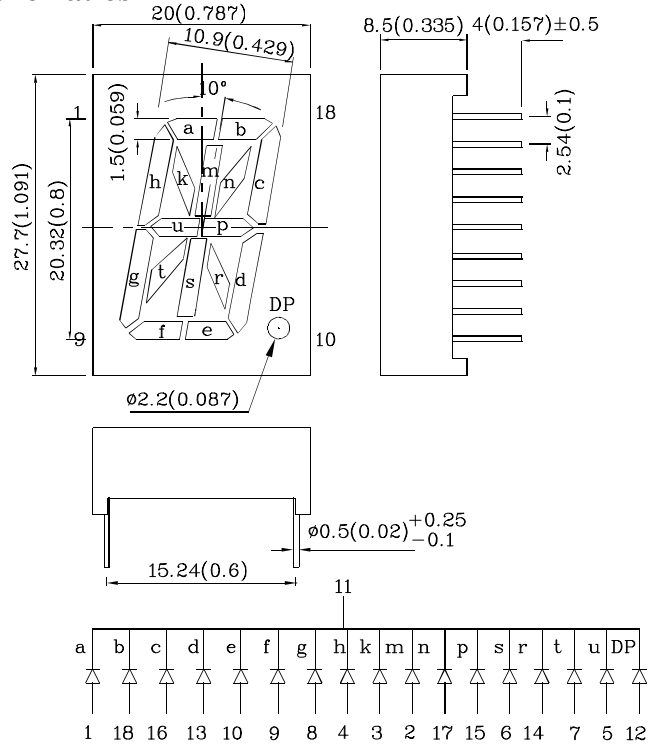 20(0.787)
8.5(0.335) 4(0.157)±0.5
10.9(0.429)
10°
1 18
1.5(0.059)
2.54(0.1)
a b
h k m n c
27.7(1.091)
20.32(0.8)
u p
g t s r d
f e
DP
9 10
ø2.2(0.087)
ø0.5(0.02)+0.25
−0.1
15.24(0.6)
11
a b c d e f g h k m n p s r t u DP
1 18 16 13 10 9 8 4 3 2 17 15 6 14 7 5 12